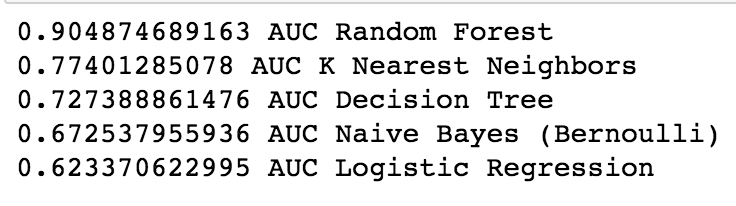 0.904874689163 AUC Random Forest
0.77401285078 AUC K Nearest Neighbors
0.727388861476 AUC Decision Tree
0.672537955936 AUC Naive Bayes (Bernoulli)
0.623370622995 AUC Logistic Regression